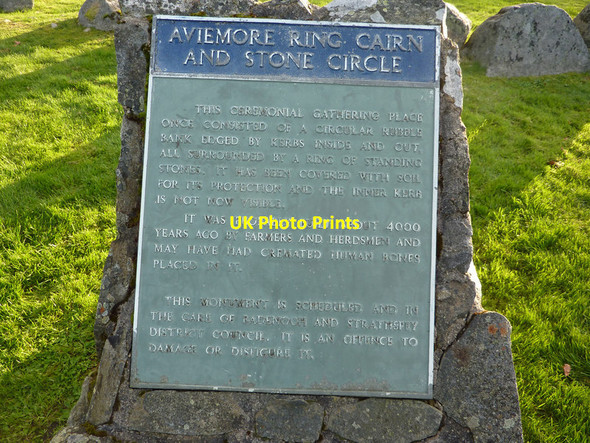 AVIEMORE RING CAIRN
AND STONE CIRCLE
THIS CEREMONIAL GATHERING PLACE
ONCE CONSISTED OF A CIRCULAR RUBBLE
BANK EDGED BY KERBS INSIDE AND OUT,
ALL SURROUNDED BY A RING OF STANDING
STONES. IT HAS BEEN COVERED WITH SOIL
FOR ITS PROTECTION AND THE INNER KERB
IS NOT NOW VISIBLE.
IT WAS 4000
YEARS AGO BY FARMERS AND HERDSMEN AND
MAY HAVE HAD CREMATED HUMAN BONES
PLACED IN IT.
THIS MONUMENT IS SCHEDULED AND IN
THE CARE OF BADENOCH AND STRATHSPEY
DISTRICT COUNCIL. IT IS AN OFFENCE TO
DAMAGE OR DISFIGURE IT.
UK Photo Prints